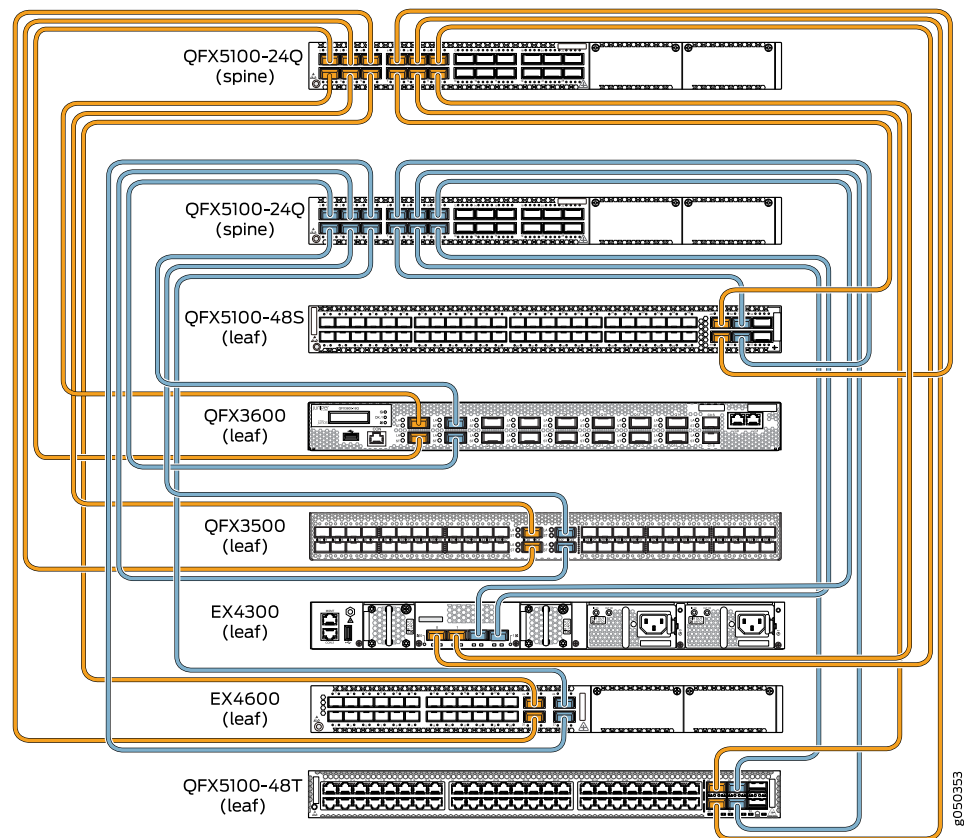 QFX5100-24Q
(spine)
QFX5100-24Q
(spine)
QFX5100-48S
(leaf)
QFX3600
(leaf)
QFX3500
(leaf)
EX4300
(leaf)
EX4600
(leaf)
QFX5100-48T
(leaf)
g050353